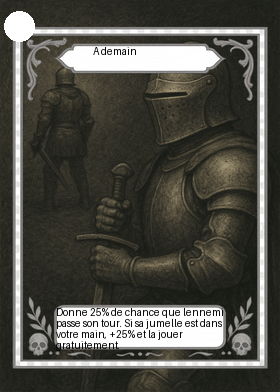 Ademain
Donne 25% de chance que lennemi
passe son tour. Si sa jumelle est dans
votre main, +25% et la jouer
gratuitement.